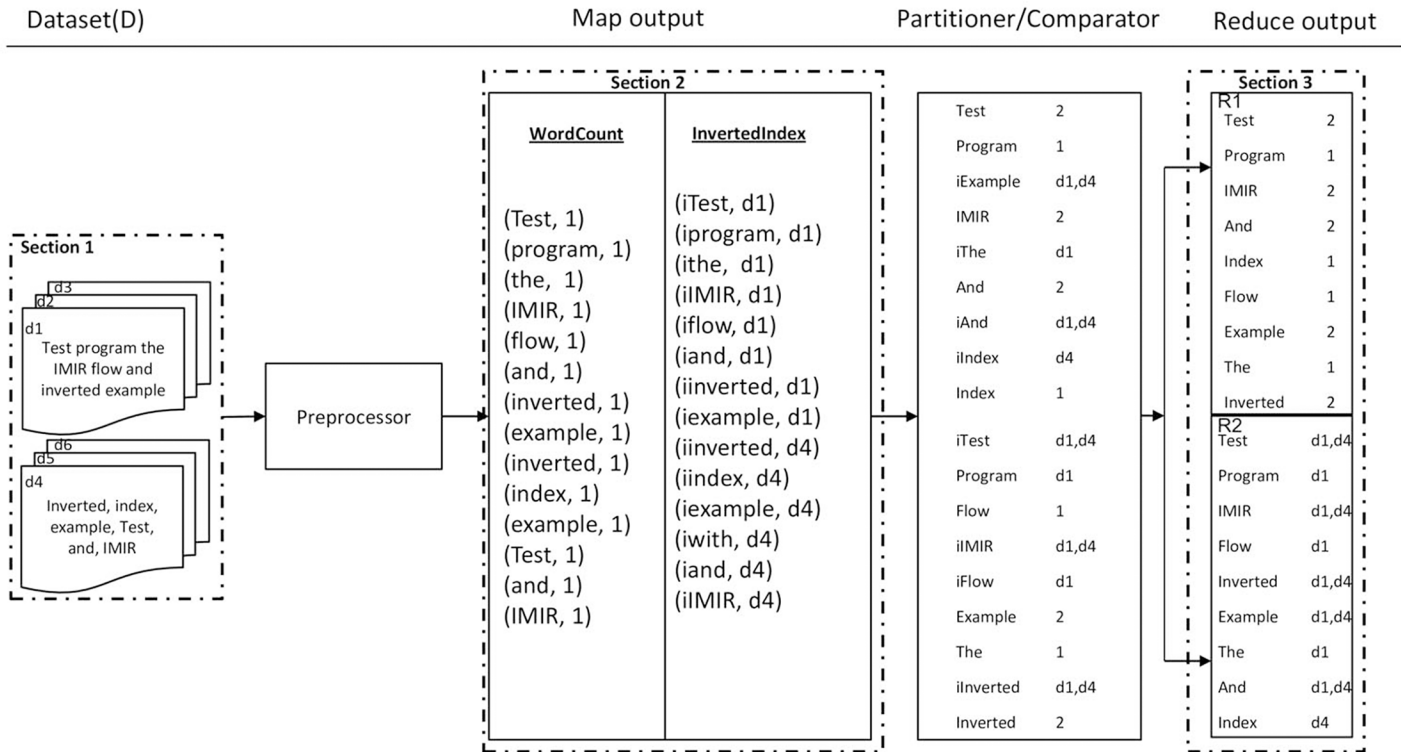 Dataset(D)
Map output
Partitioner/Comparator
Reduce output
Section 1
d3
d2
d1
Test program the
IMIR flow and
inverted example
d6
d5
d4
Inverted, index,
example, Test,
and, IMIR
Preprocessor
Section 2
WordCount
(Test, 1)
(program, 1)
(the, 1)
(IMIR, 1)
(flow, 1)
(and, 1)
(inverted, 1)
(example, 1)
(inverted, 1)
(index, 1)
(example, 1)
(Test, 1)
(and, 1)
(IMIR, 1)
InvertedIndex
(iTest, d1)
(iprogram, d1)
(ithe, d1)
(iIMIR, d1)
(iflow, d1)
(iand, d1)
(iinverted, d1)
(iexample, d1)
(iinverted, d4)
(iindex, d4)
(iexample, d4)
(iwith, d4)
(iand, d4)
(iIMIR, d4)
Test 2
Program 1
iExample d1,d4
IMIR 2
iThe d1
And 2
iAnd d1,d4
iIndex d4
Index 1
iTest d1,d4
Program d1
Flow 1
iIMIR d1,d4
iFlow d1
Example 2
The 1
iInverted d1,d4
Inverted 2
Section 3
R1
Test 2
Program 1
IMIR 2
And 2
Index 1
Flow 1
Example 2
The 1
Inverted 2
R2
Test d1,d4
Program d1
IMIR d1,d4
Flow d1
Inverted d1,d4
Example d1,d4
The d1
And d1,d4
Index d4